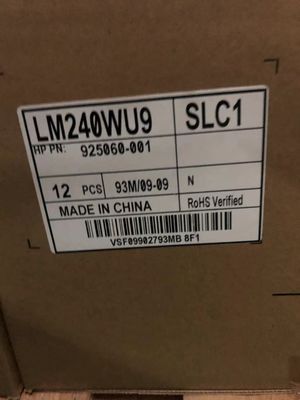 LM240WU9 SLC1
HP PN: 925060-001
12 PCS 93M/09-09 N
MADE IN CHINA RoHS Verified
VSF09902793MB 8F1